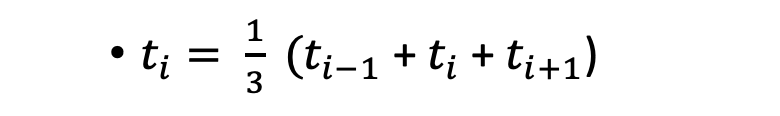 • tᵢ = 1/3 (tᵢ₋₁ + tᵢ + tᵢ₊₁)